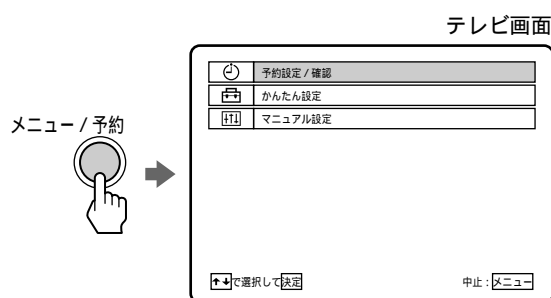 テレビ画面
予約設定 / 確認
かんたん設定
マニュアル設定
メニュー / 予約
で選択して決定
中止 : メニュー